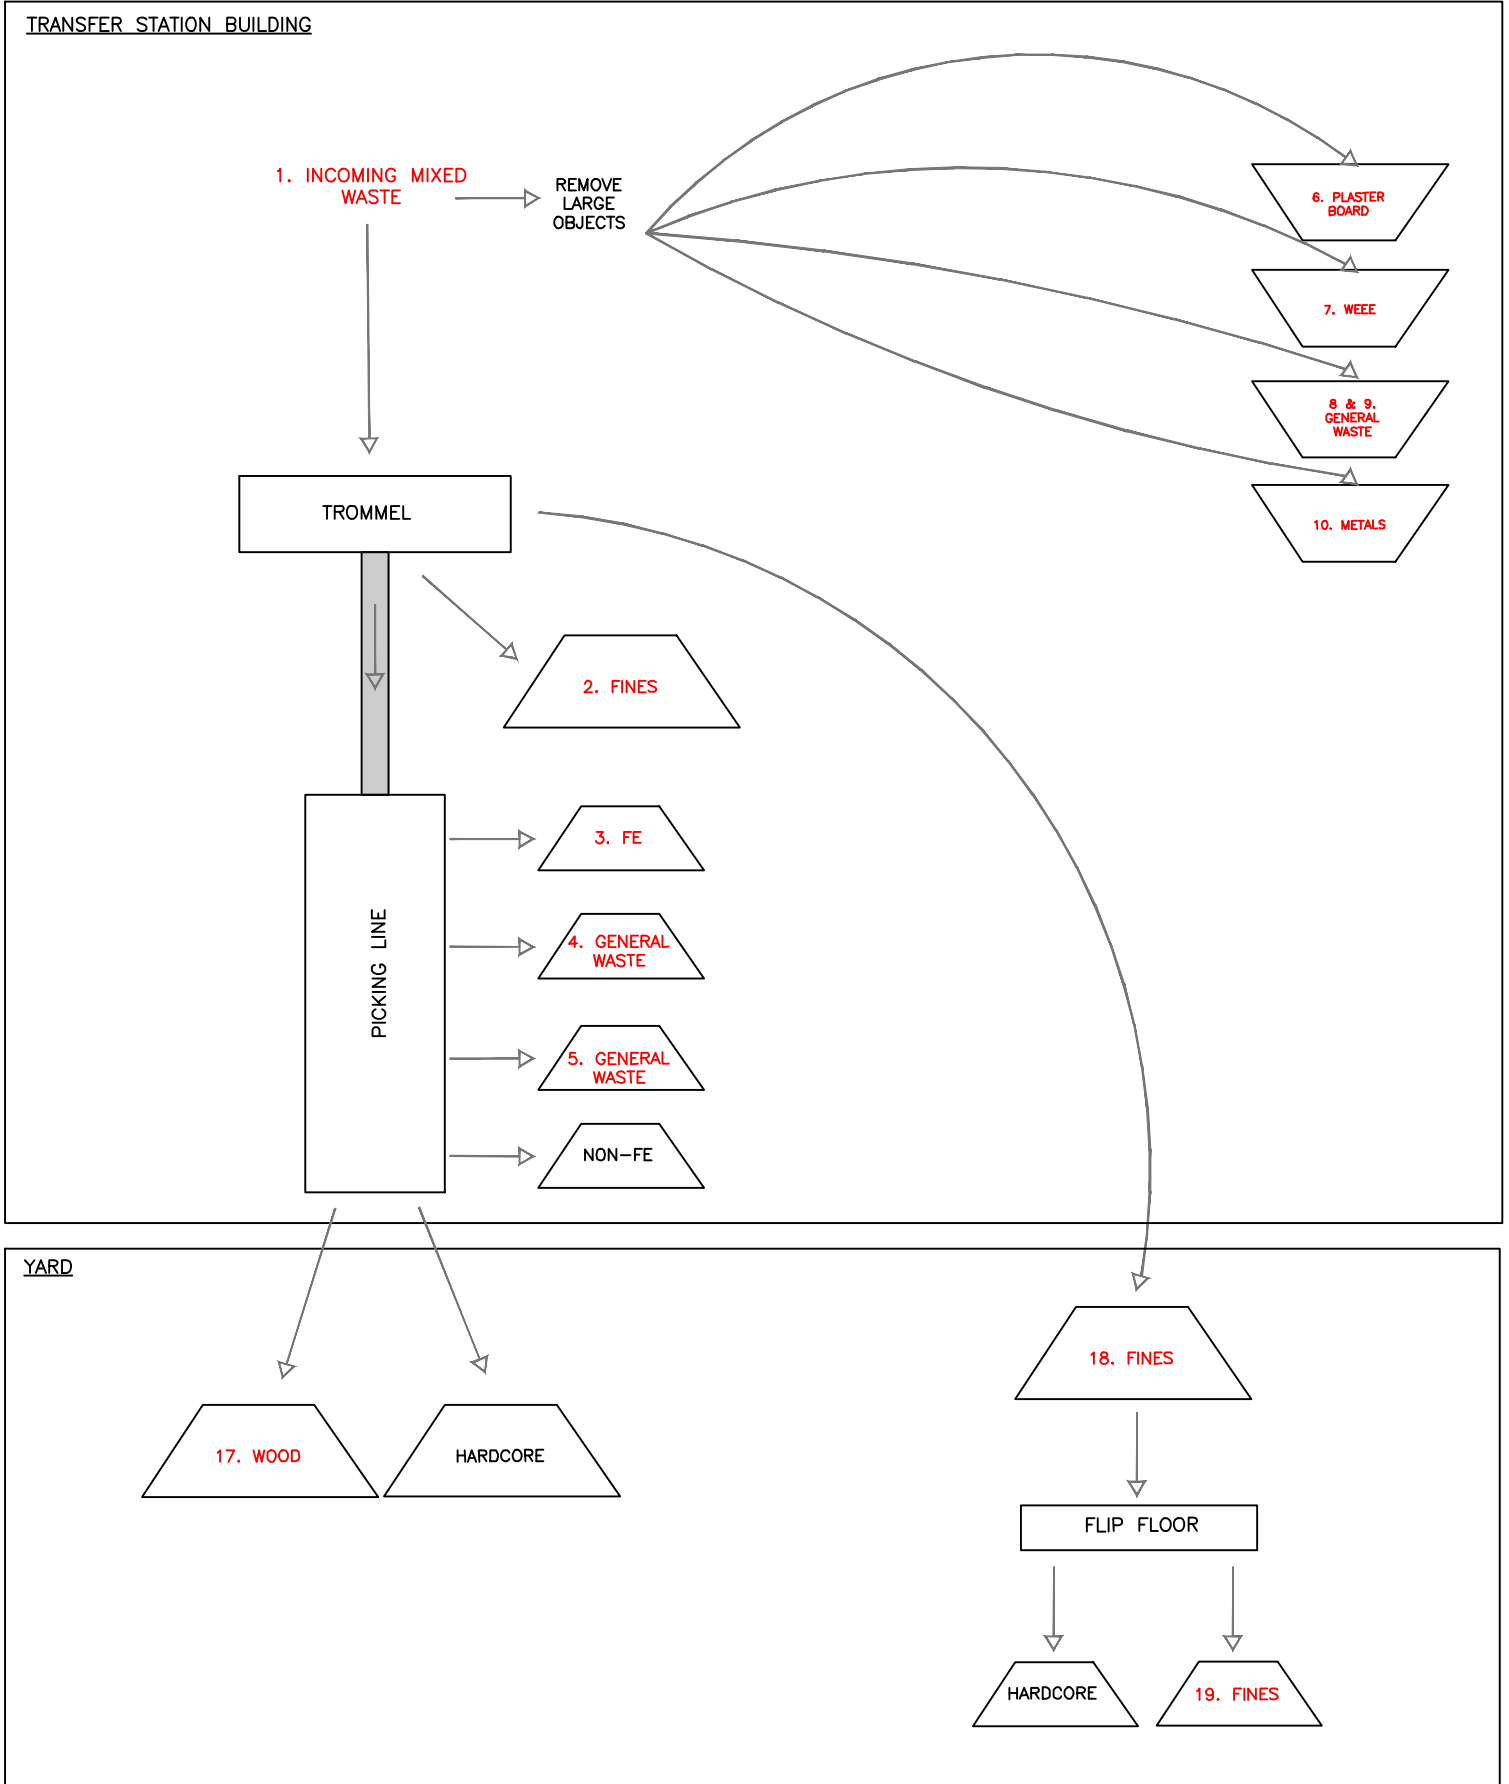 TRANSFER STATION BUILDING
1. INCOMING MIXED
WASTE
REMOVE
LARGE
OBJECTS
6. PLASTER
BOARD
7. WEEE
8 & 9.
GENERAL
WASTE
10. METALS
TROMMEL
2. FINES
3. FE
PICKING LINE
4. GENERAL
WASTE
5. GENERAL
WASTE
NON-FE
YARD
18. FINES
17. WOOD
HARDCORE
FLIP FLOOR
HARDCORE
19. FINES